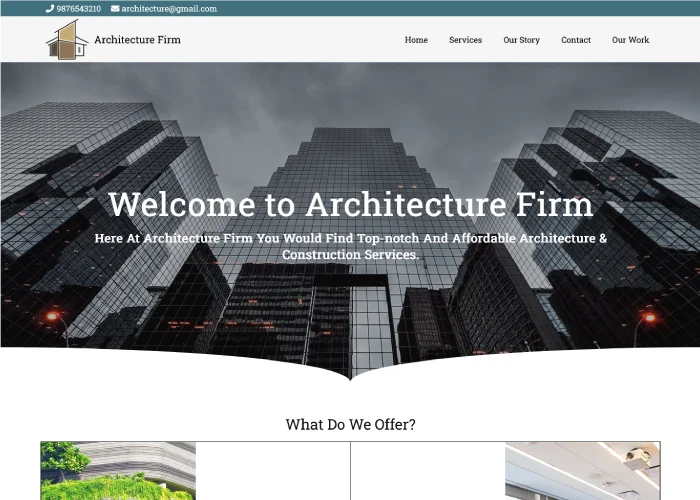 9876543210 architecture@gmail.com
Architecture Firm
Home Services Our Story Contact Our Work
Welcome to Architecture Firm
Here At Architecture Firm You Would Find Top-notch And Affordable Architecture &
Construction Services.
What Do We Offer?